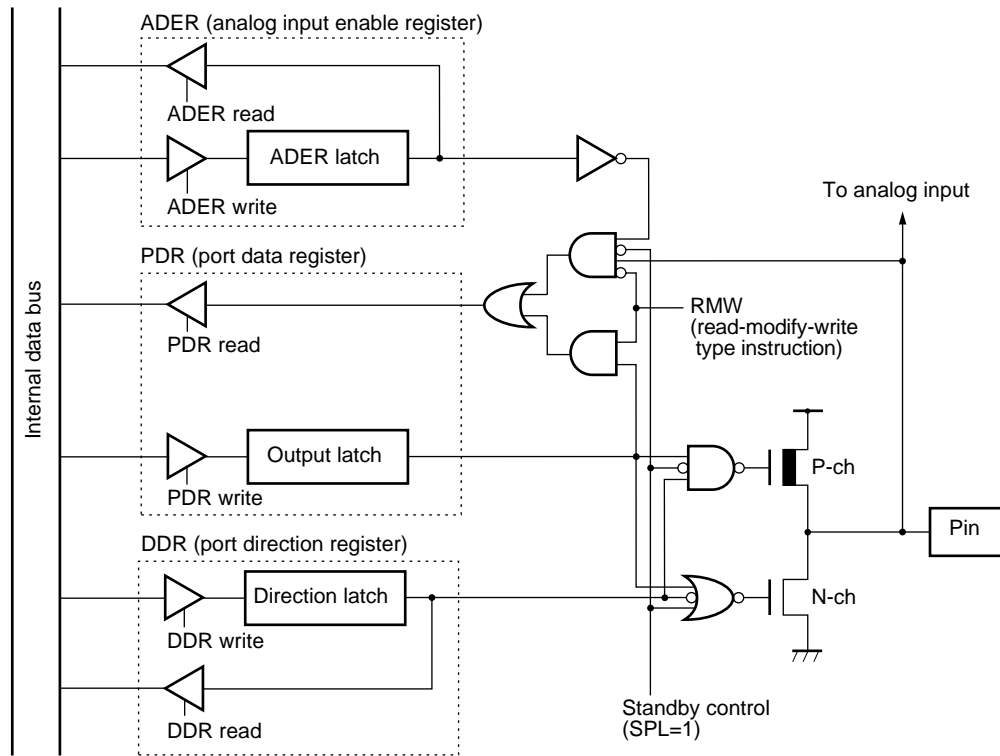 ADER (analog input enable register)
ADER read
ADER latch
ADER write
To analog input
PDR (port data register)
RMW
(read-modify-write
type instruction)
PDR read
Internal data bus
Output latch
P-ch
PDR write
Pin
DDR (port direction register)
Direction latch
N-ch
DDR write
Standby control
(SPL=1)
DDR read